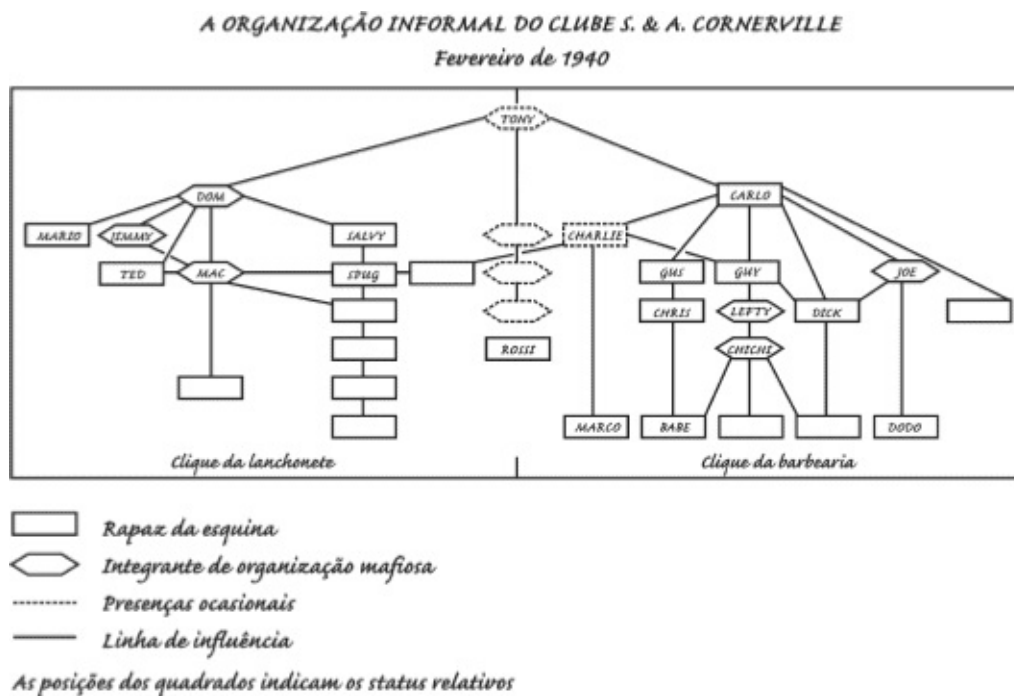 A ORGANIZAÇÃO INFORMAL DO CLUBE S. & A. CORNERVILLE
Fevereiro de 1940
TONY
DOM
CARLO
MARIO
JIMMY
SALVY
CHARLIE
TED
MAC
SPUG
GUS
GUY
JOE
CHRIS
LEFTY
DICK
ROSSI
CHICHI
MARCO
BABE
DODO
Clique da lanchonete
Clique da barbearia
Rapaz da esquina
Integrante de organização mafiosa
Presenças ocasionais
Linha de influência
As posições dos quadrados indicam os status relativos